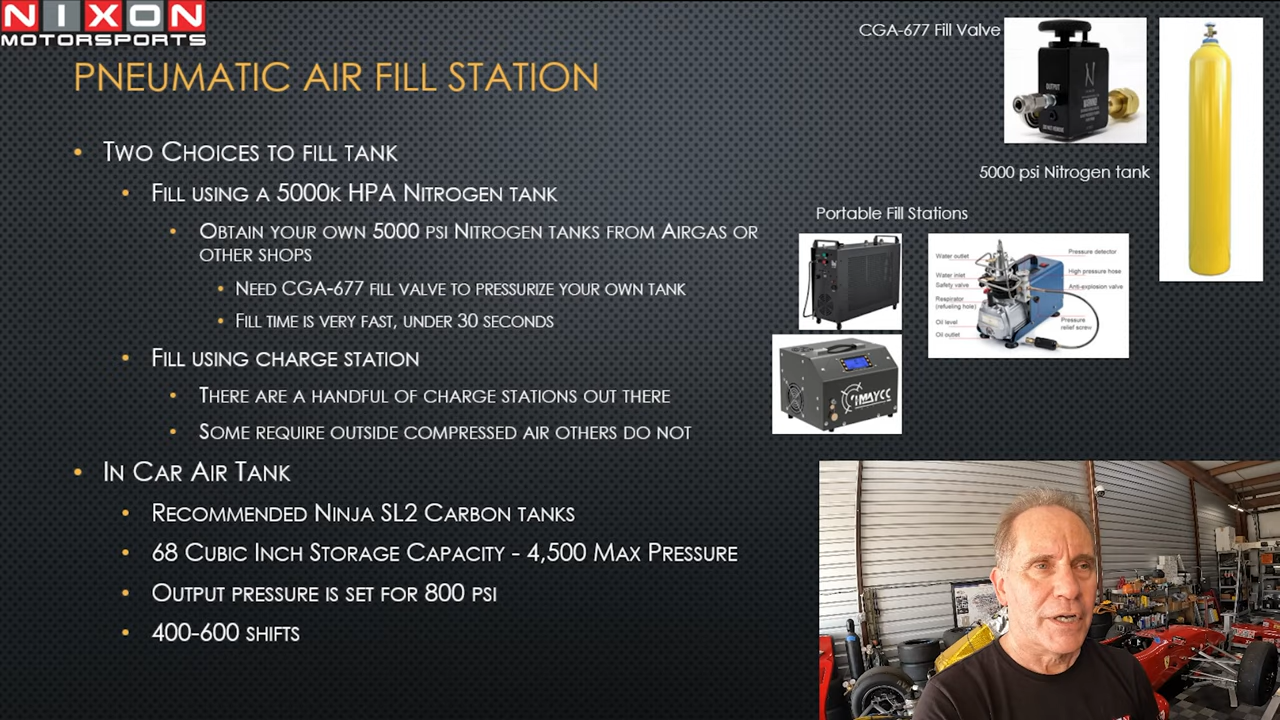 NIXON
MOTORSPORTS
PNEUMATIC AIR FILL STATION
• TWO CHOICES TO FILL TANK
• FILL USING A 5000K HPA NITROGEN TANK
• OBTAIN YOUR OWN 5000 PSI NITROGEN TANKS FROM AIRGAS OR
OTHER SHOPS
• NEED CGA-677 FILL VALVE TO PRESSURIZE YOUR OWN TANK
• FILL TIME IS VERY FAST, UNDER 30 SECONDS
• FILL USING CHARGE STATION
• THERE ARE A HANDFUL OF CHARGE STATIONS OUT THERE
• SOME REQUIRE OUTSIDE COMPRESSED AIR OTHERS DO NOT
• IN CAR AIR TANK
• RECOMMENDED NINJA SL2 CARBON TANKS
• 68 CUBIC INCH STORAGE CAPACITY - 4,500 MAX PRESSURE
• OUTPUT PRESSURE IS SET FOR 800 PSI
• 400-600 SHIFTS
CGA-677 Fill Valve
OUTPUT
N
WARNING
5000 psi Nitrogen tank
Portable Fill Stations
Water outlet
Water inlet
Safety valve
Respirator
(refueling hole)
Oil level
Oil outlet
Pressure detector
High pressure hose
Anti-explosion valve
Pressure
relief screw